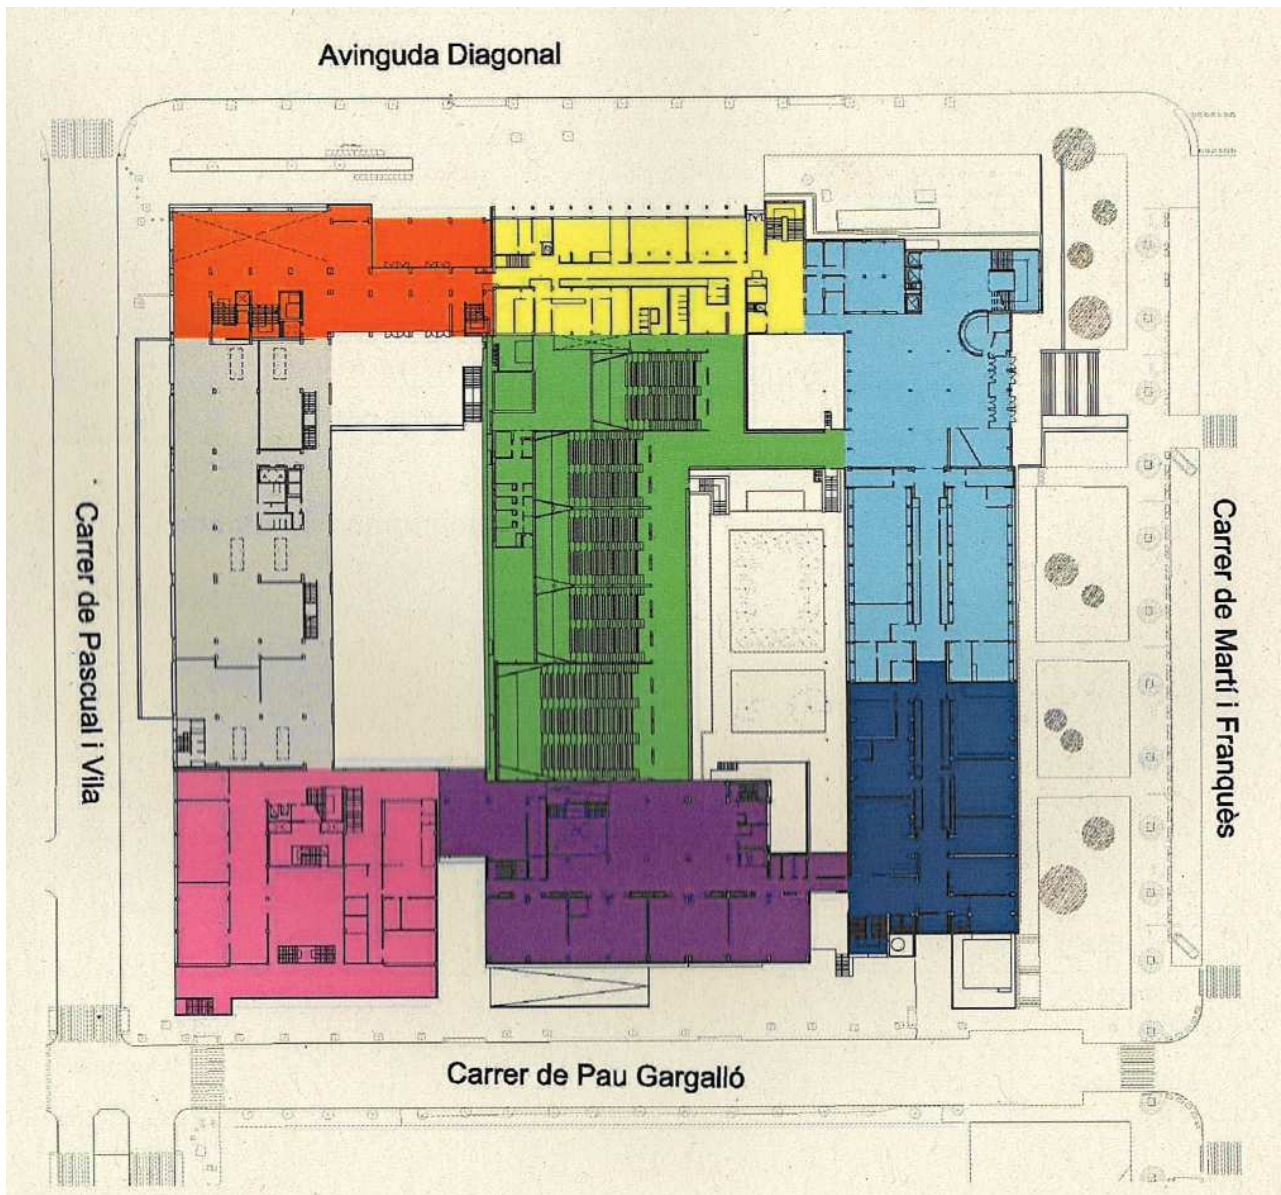 Avinguda Diagonal
Carrer de Pascual i Vila
Carrer de Martí i Franquès
Carrer de Pau Gargalló